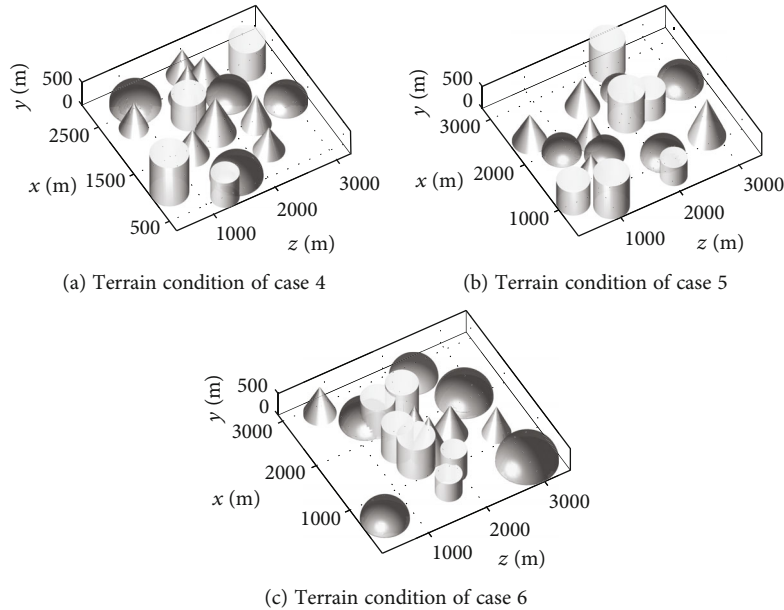 500
0
y (m)
2500
1500
x (m)
500
1000
2000
3000
z (m)
(a) Terrain condition of case 4
500
0
y (m)
3000
2000
x (m)
1000
1000
2000
3000
z (m)
(b) Terrain condition of case 5
500
0
y (m)
3000
2000
x (m)
1000
1000
2000
3000
z (m)
(c) Terrain condition of case 6